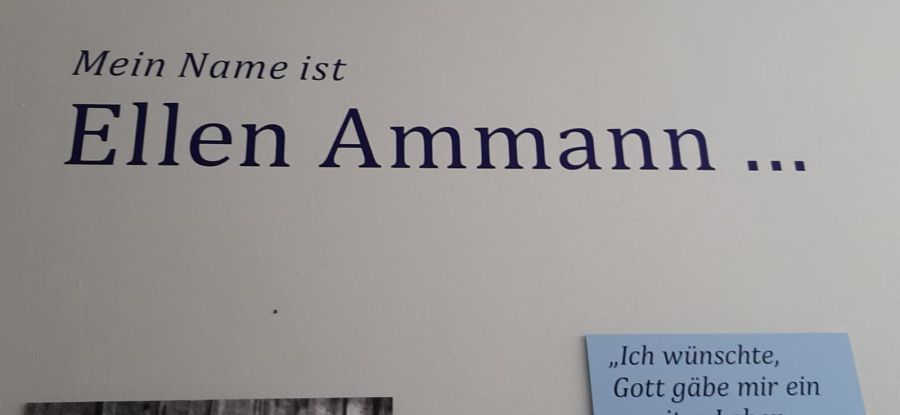 Mein Name ist
Ellen Ammann ...
„Ich wünschte,
Gott gäbe mir ein